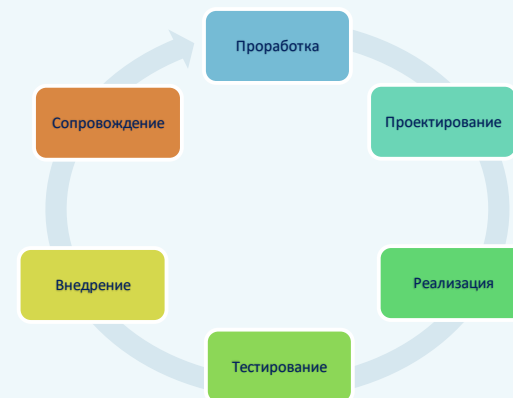 Проработка
Проектирование
Реализация
Тестирование
Внедрение
Сопровождение